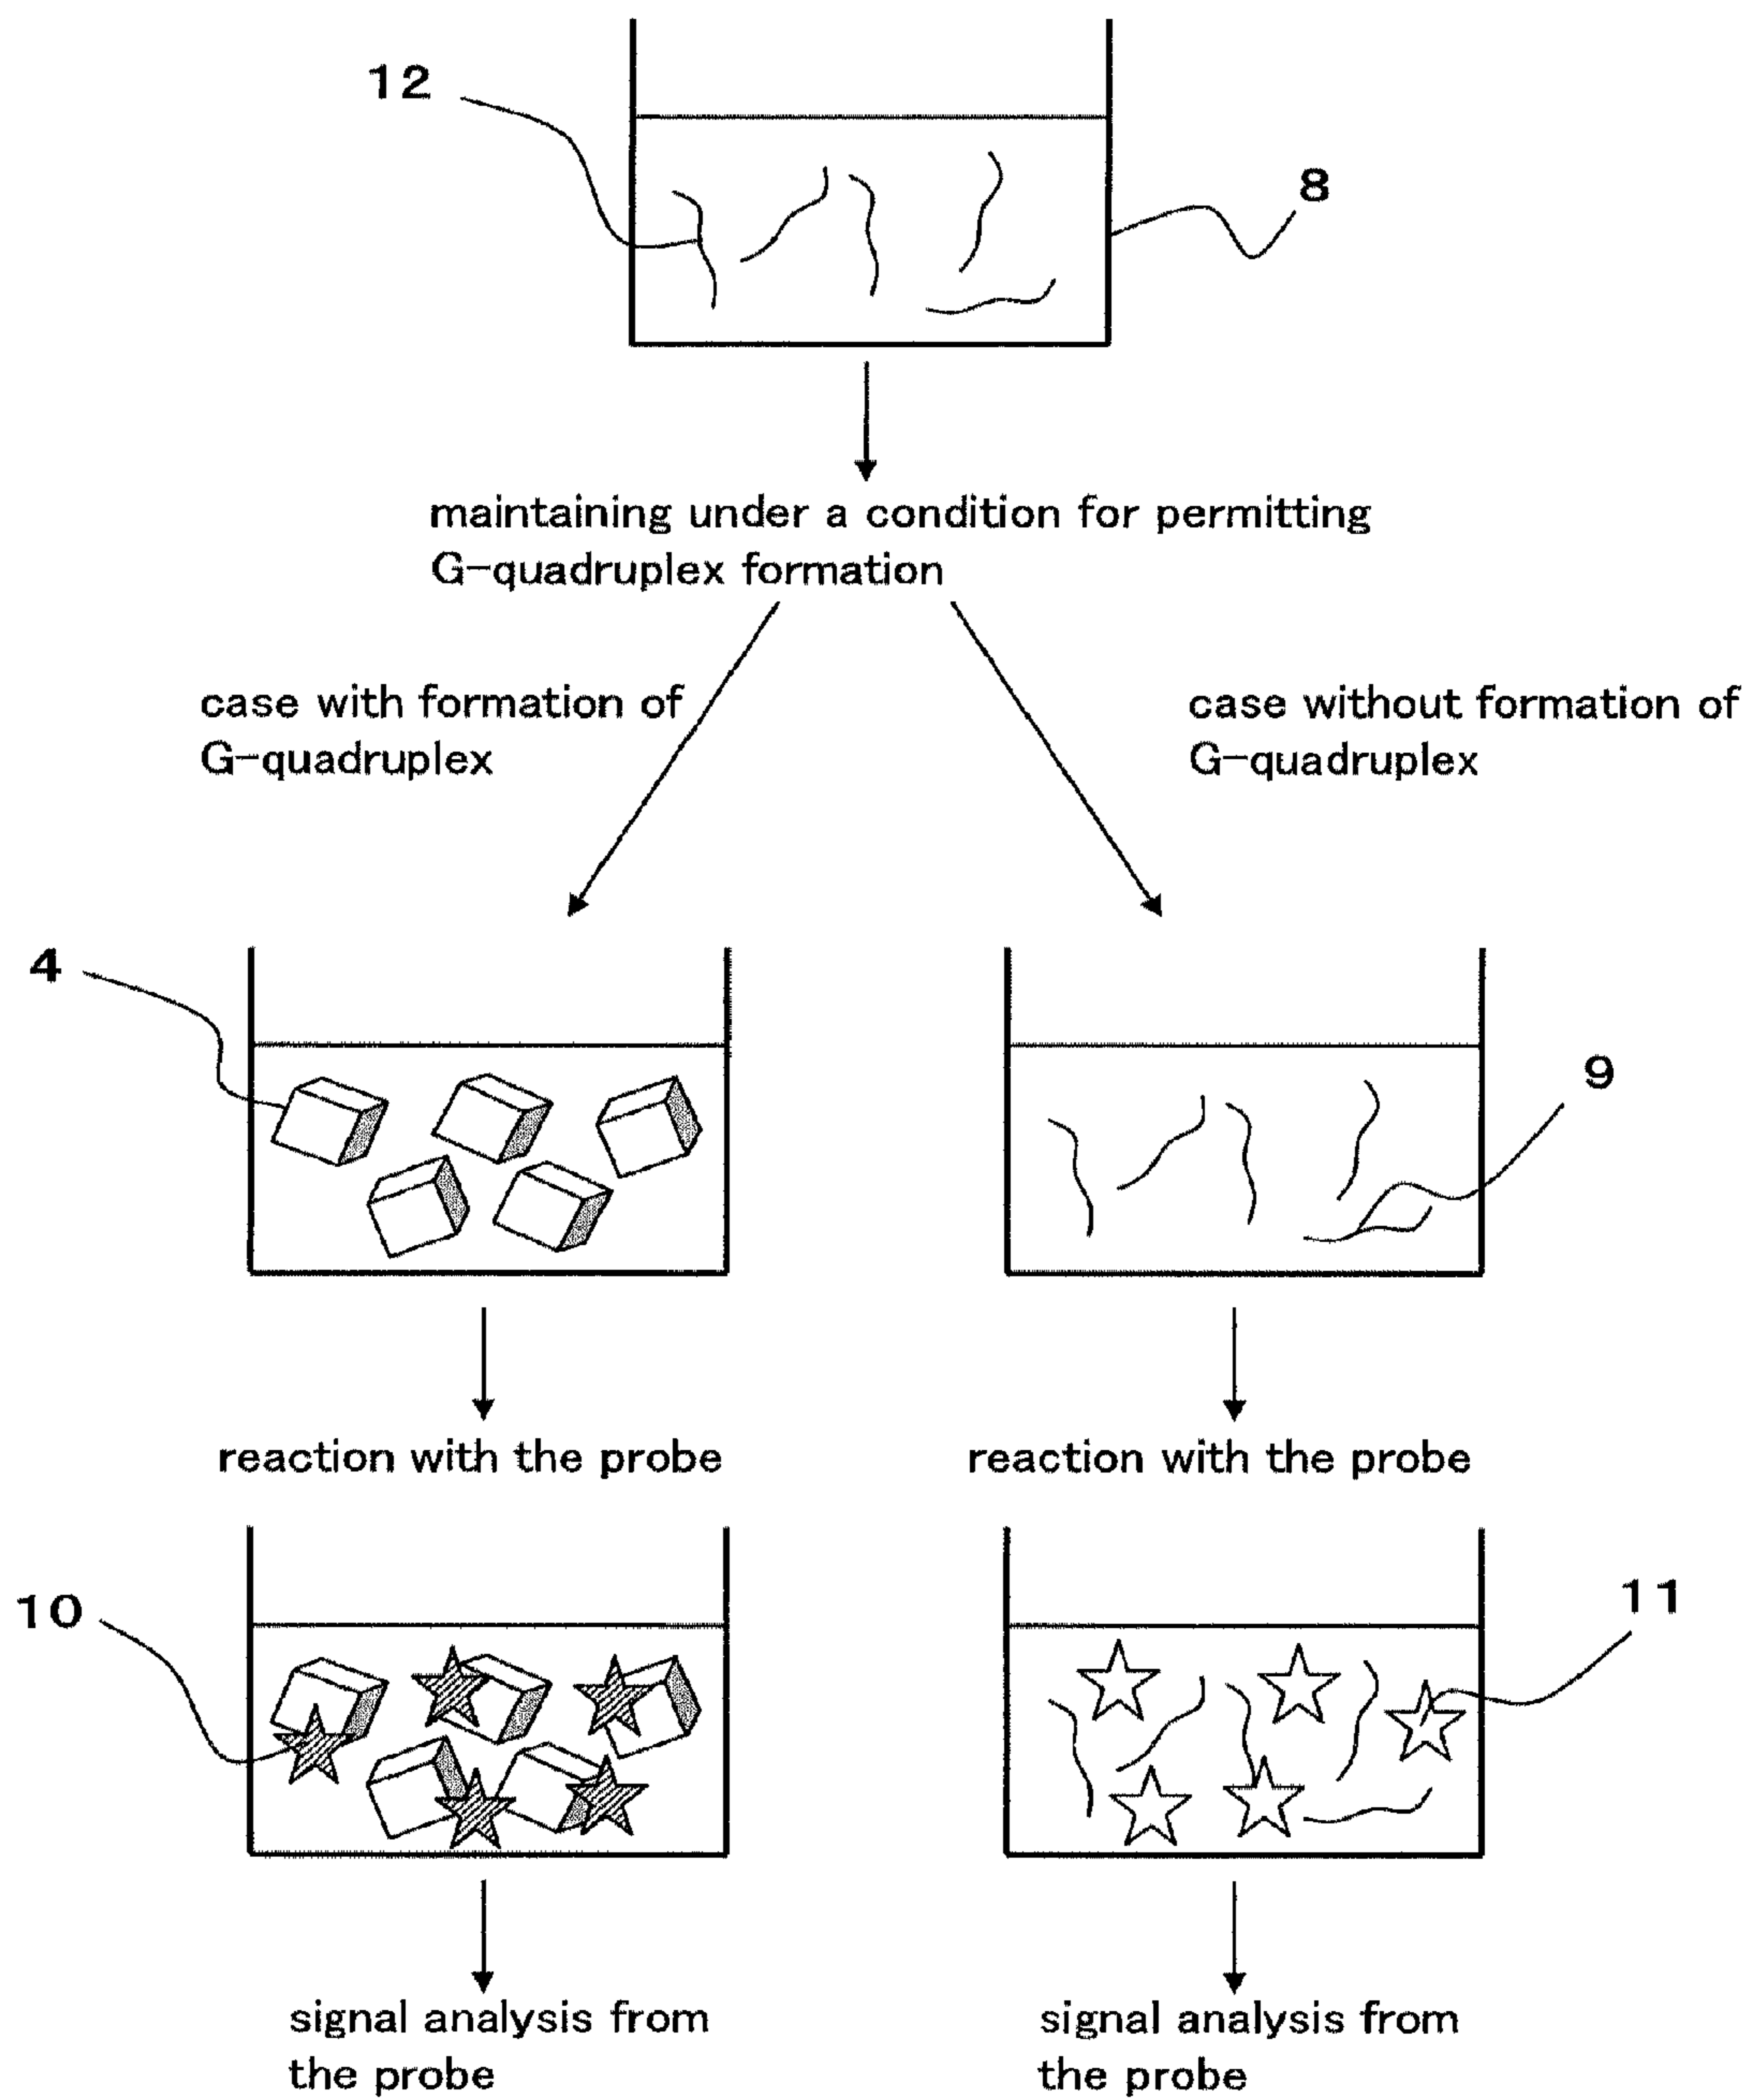 12
8
maintaining under a condition for permitting
G-quadruplex formation
case with formation of
G-quadruplex
case without formation of
G-quadruplex
4
9
reaction with the probe
reaction with the probe
10
11
signal analysis from
the probe
signal analysis from
the probe